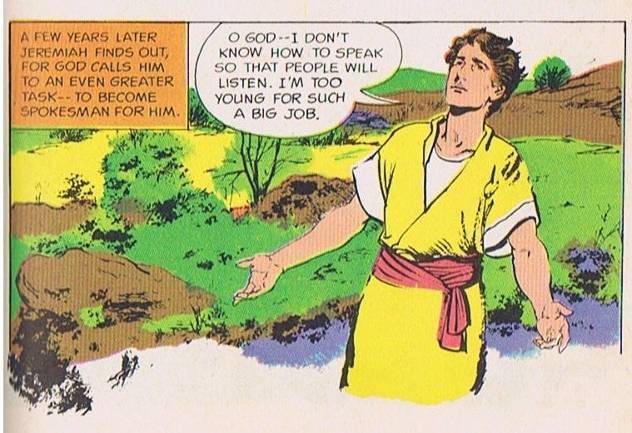 A FEW YEARS LATER
JEREMIAH FINDS OUT,
FOR GOD CALLS HIM
TO AN EVEN GREATER
TASK-- TO BECOME
SPOKESMAN FOR HIM.
O GOD--I DON'T
KNOW HOW TO SPEAK
SO THAT PEOPLE WILL
LISTEN. I'M TOO
YOUNG FOR SUCH
A BIG JOB.